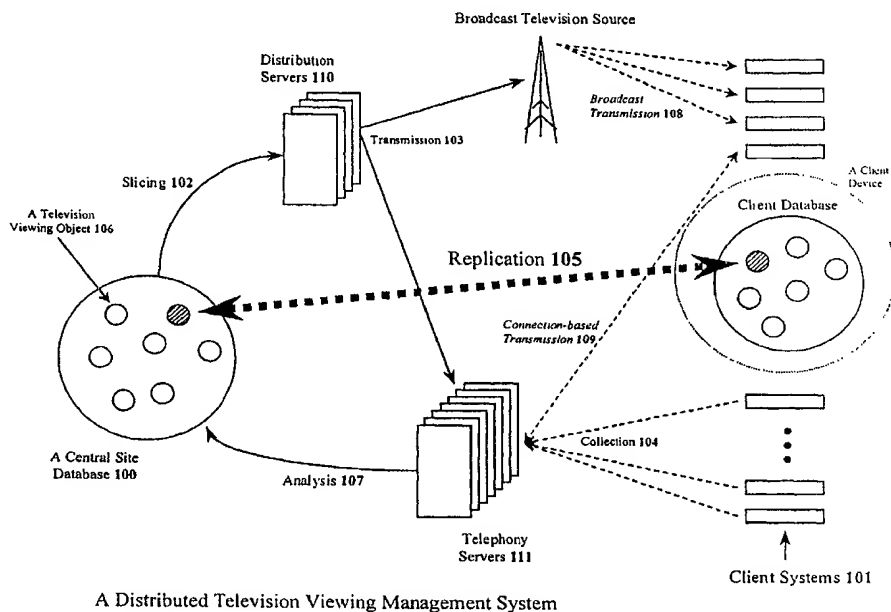 Broadcast Television Source
Distribution
Servers 110
Broadcast
Transmission 108
Transmission 103
Slicing 102
A Client
Device
Client Database
A Television
Viewing Object 106
Replication 105
Connection-based
Transmission 109
Collection 104
A Central Site
Database 100
Analysis 107
Telephony
Servers 111
Client Systems 101
A Distributed Television Viewing Management System